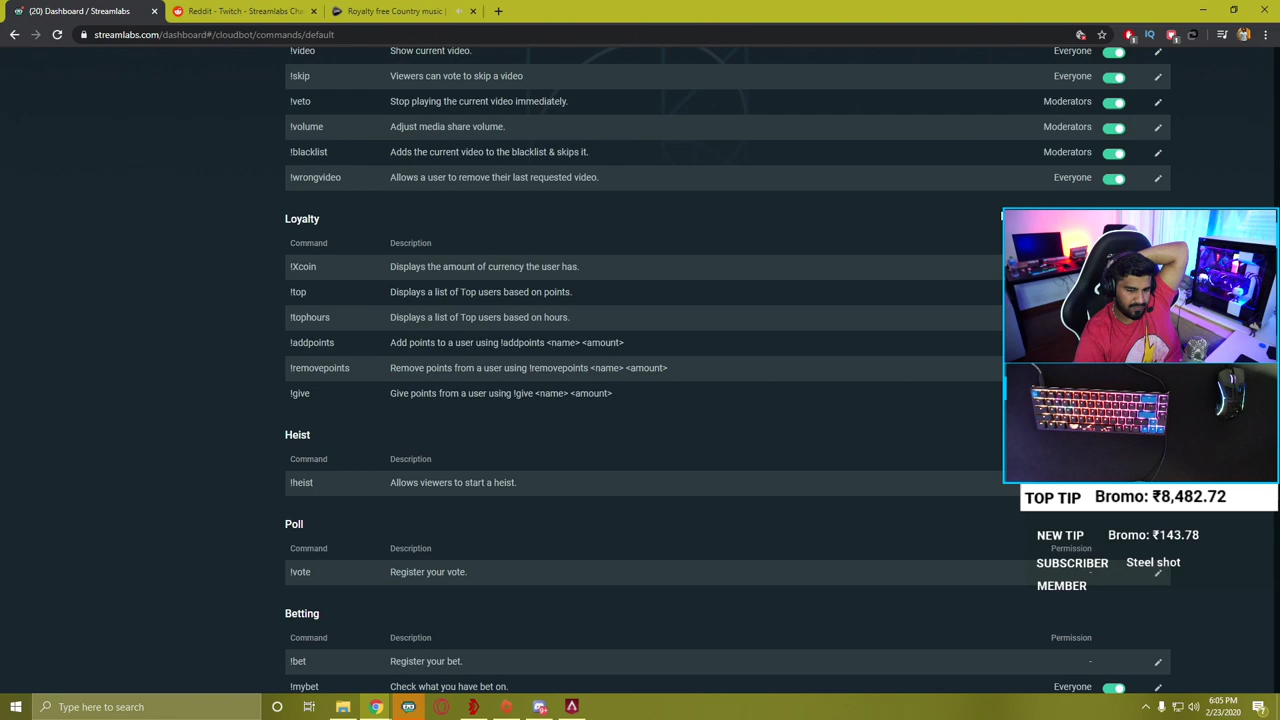 (20) Dashboard / Streamlabs
Reddit - Twitch - Streamlabs Cha
Royalty free Country music
streamlabs.com/dashboard#/cloudbot/commands/default
!video Show current video. Everyone
!skip Viewers can vote to skip a video Everyone
!veto Stop playing the current video immediately. Moderators
!volume Adjust media share volume. Moderators
!blacklist Adds the current video to the blacklist & skips it. Moderators
!wrongvideo Allows a user to remove their last requested video. Everyone
Loyalty
Command Description
!Xcoin Displays the amount of currency the user has.
!top Displays a list of Top users based on points.
!tophours Displays a list of Top users based on hours.
!addpoints Add points to a user using !addpoints <name> <amount>
!removepoints Remove points from a user using !removepoints <name> <amount>
!give Give points from a user using !give <name> <amount>
Heist
Command Description
!heist Allows viewers to start a heist.
TOP TIP Bromo: ₹8,482.72
NEW TIP Bromo: ₹143.78
SUBSCRIBER Steel shot
MEMBER
Poll
Command Description Permission
!vote Register your vote. -
Betting
Command Description Permission
!bet Register your bet. -
!mybet Check what you have bet on. Everyone
Type here to search
6:05 PM
2/23/2020